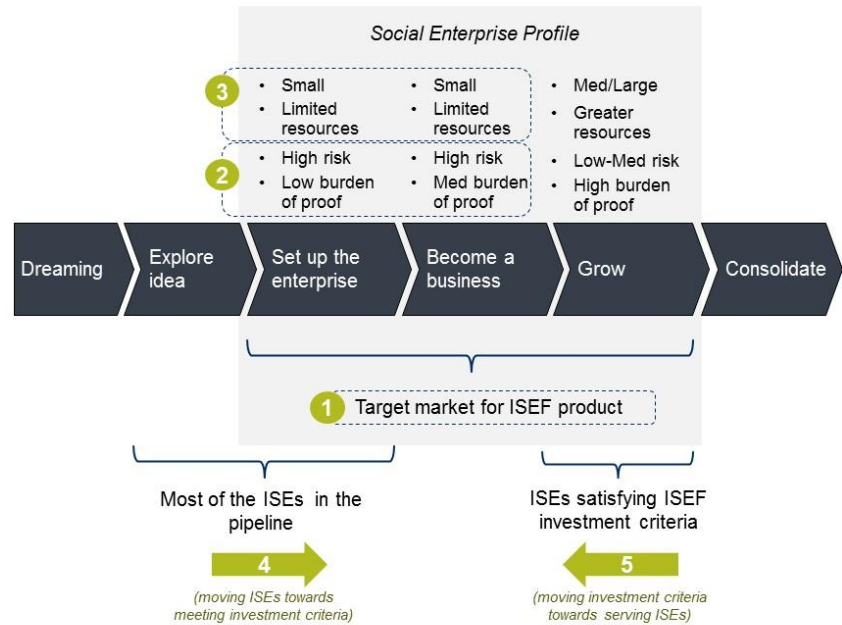 Social Enterprise Profile
3
• Small
• Limited
resources
• Small
• Limited
resources
• Med/Large
• Greater
resources
• Low-Med risk
• High burden
of proof
2
• High risk
• Low burden
of proof
• High risk
• Med burden
of proof
Dreaming
Explore
idea
Set up the
enterprise
Become a
business
Grow
Consolidate
1
Target market for ISEF product
Most of the ISEs in the
pipeline
4
(moving ISEs towards
meeting investment criteria)
ISEs satisfying ISEF
investment criteria
5
(moving investment criteria
towards serving ISEs)